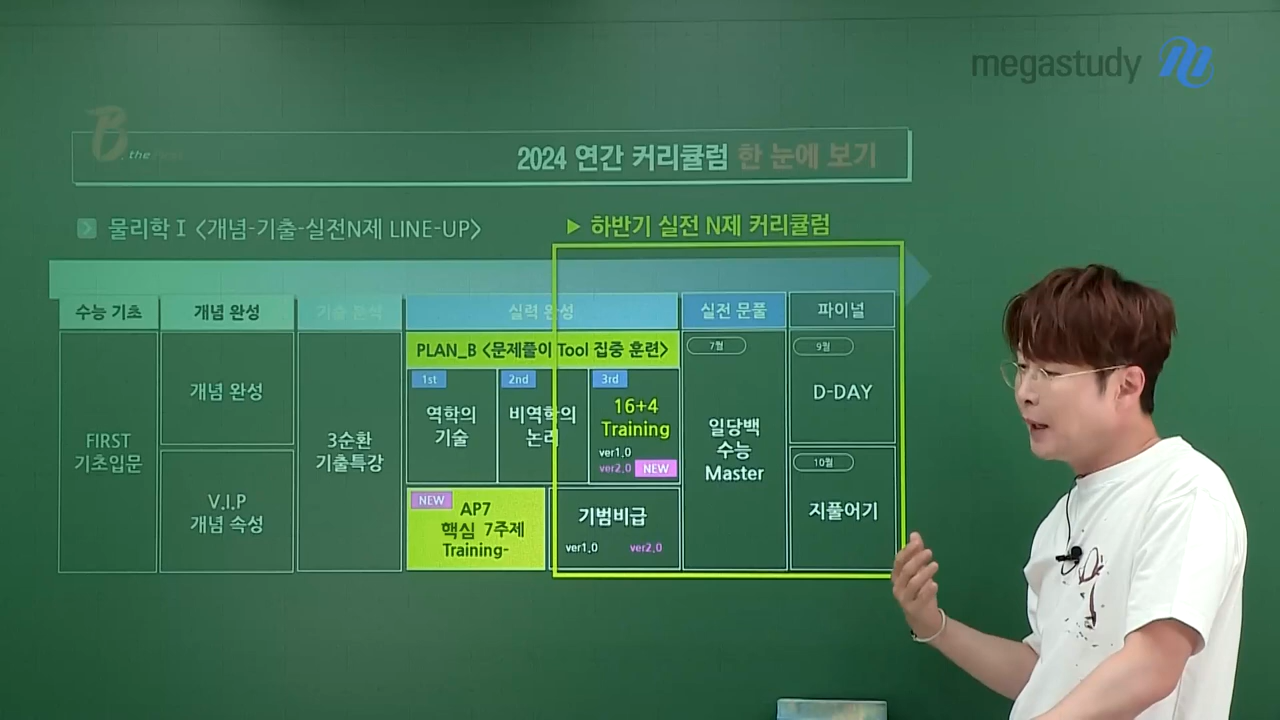 megastudy
B. the
2024 연간 커리큘럼 한 눈에 보기
물리학 I <개념-기출-실전N제 LINE-UP>
▶ 하반기 실전 N제 커리큘럼
수능 기초
개념 완성
기출 분석
실력 완성
실전 문풀
파이널
FIRST
기초입문
개념 완성
V.I.P
개념 속성
3순환
기출특강
PLAN_B <문제풀이 Tool 집중 훈련>
1st
역학의
기술
2nd
비역학의
논리
3rd
16+4
Training
ver1.0
ver2.0 NEW
NEW
AP7
핵심 7주제
Training-
기범비급
ver1.0 ver2.0
7월
일당백
수능
Master
9월
D-DAY
10월
지풀어기